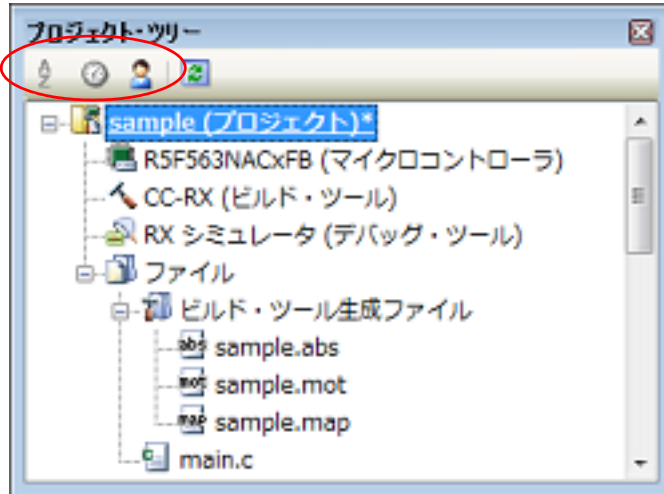 プロジェクト・ツリー
sample (プロジェクト)*
R5F563NACxFB (マイクロコントローラ)
CC-RX (ビルド・ツール)
RX シミュレータ (デバッグ・ツール)
ファイル
ビルド・ツール生成ファイル
abs sample.abs
mot sample.mot
map sample.map
main.c